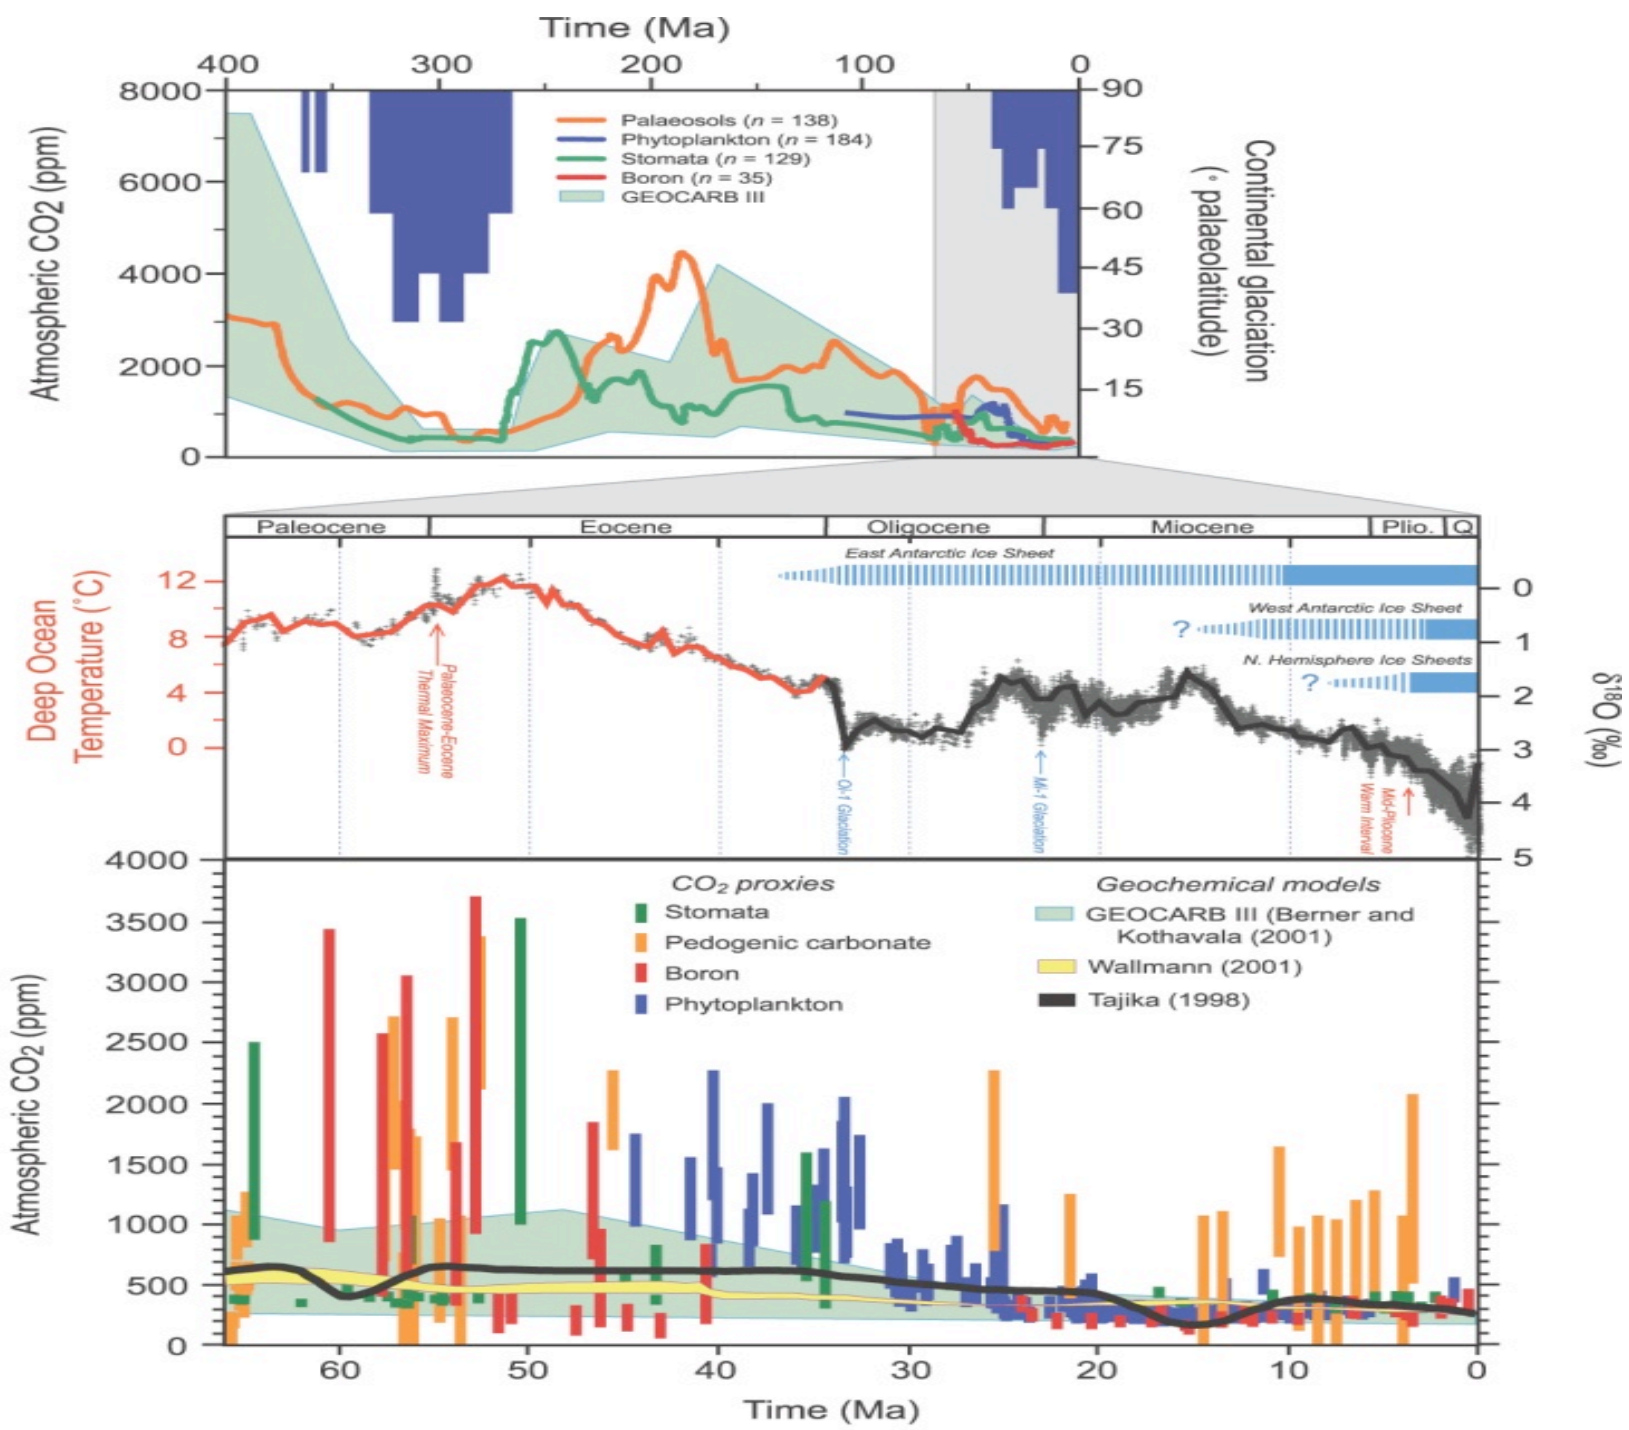 Time (Ma)
400 300 200 100 0
8000
6000
4000
2000
0
Atmospheric CO2 (ppm)
90
75
60
45
30
15
Continental glaciation
(° palaeolatitude)
Palaeosols (n = 138)
Phytoplankton (n = 184)
Stomata (n = 129)
Boron (n = 35)
GEOCARB III
Paleocene Eocene Oligocene Miocene Plio. Q
Deep Ocean
Temperature (°C)
12
8
4
0
East Antarctic Ice Sheet
West Antarctic Ice Sheet
?
N. Hemisphere Ice Sheets
?
Palaeocene-Eocene
Thermal Maximum
Oi-1 Glaciation
Mi-1 Glaciation
Mid-Pliocene
Warm Interval
0
1
2
3
4
5
δ18O (‰)
4000
3500
3000
2500
2000
1500
1000
500
0
Atmospheric CO2 (ppm)
CO2 proxies
Stomata
Pedogenic carbonate
Boron
Phytoplankton
Geochemical models
GEOCARB III (Berner and
Kothavala (2001)
Wallmann (2001)
Tajika (1998)
60 50 40 30 20 10 0
Time (Ma)